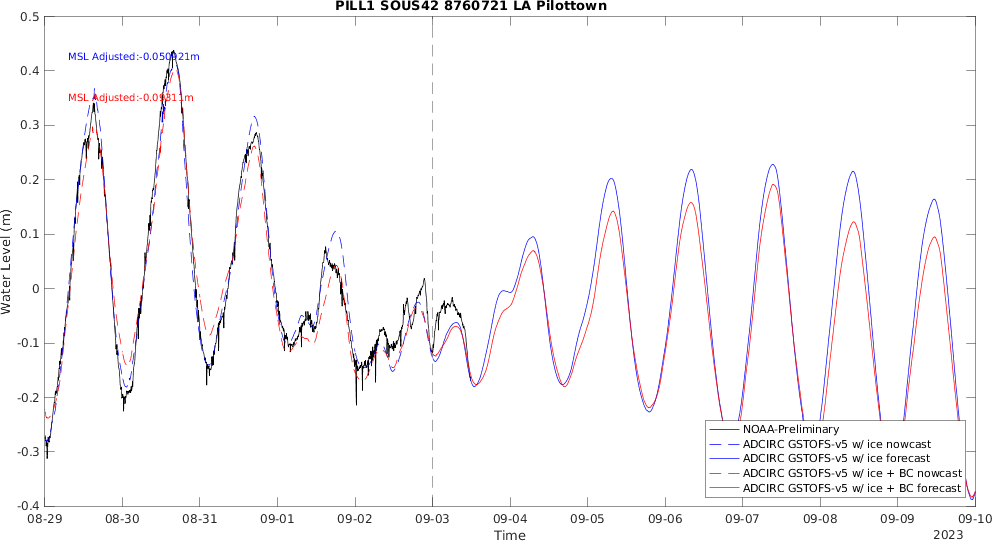 PILL1 SOUS42 8760721 LA Pilottown
0.5
0.4
0.3
0.2
0.1
0
-0.1
-0.2
-0.3
-0.4
Water Level (m)
MSL Adjusted:-0.050921m
MSL Adjusted:-0.09311m
NOAA-Preliminary
ADCIRC GSTOFS-v5 w/ ice nowcast
ADCIRC GSTOFS-v5 w/ ice forecast
ADCIRC GSTOFS-v5 w/ ice + BC nowcast
ADCIRC GSTOFS-v5 w/ ice + BC forecast
08-29 08-30 08-31 09-01 09-02 09-03 09-04 09-05 09-06 09-07 09-08 09-09 09-10
Time
2023